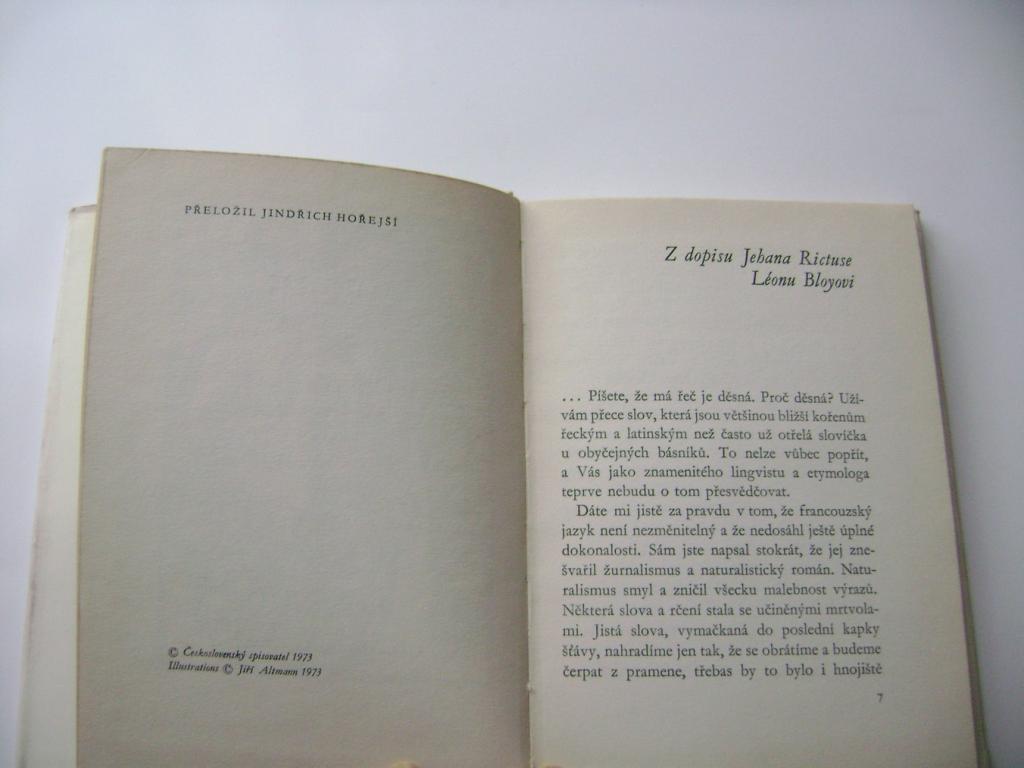 PŘELOŽIL JINDŘICH HOŘEJŠÍ
© Československý spisovatel 1973
Illustrations © Jiří Altmann 1973
Z dopisu Jehana Rictuse
Léonu Bloyovi
... Píšete, že má řeč je děsná. Proč děsná? Uží-
vám přece slov, která jsou většinou bližší kořenům
řeckým a latinským než často už otřelá slovíčka
u obyčejných básníků. To nelze vůbec popřít,
a Vás jako znamenitého lingvistu a etymologa
teprve nebudu o tom přesvědčovat.
Dáte mi jistě za pravdu v tom, že francouzský
jazyk není nezměnitelný a že nedosáhl ještě úplné
dokonalosti. Sám jste napsal stokrát, že jej zne-
švařil žurnalismus a naturalistický román. Natu-
ralismus smyl a zničil všecku malebnost výrazů.
Některá slova a rčení stala se učiněnými mrtvola-
mi. Jistá slova, vymačkaná do poslední kapky
šťávy, nahradíme jen tak, že se obrátíme a budeme
čerpat z pramene, třebas by to bylo i hnojiště
7